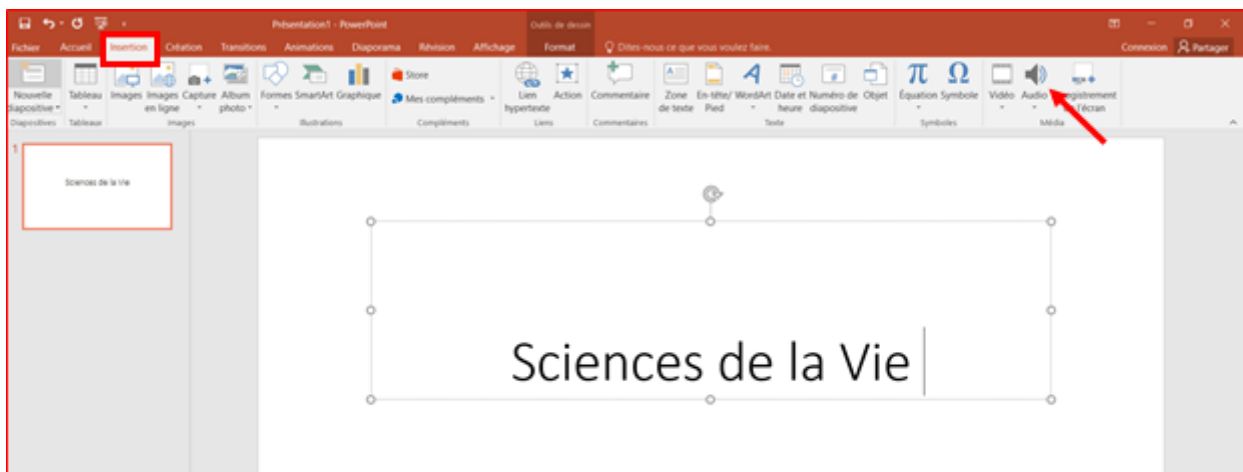 Présentation1 - PowerPoint
Outils de dessin
Fichier Accueil Insertion Création Transitions Animations Diaporama Révision Affichage Format Dites-nous ce que vous voulez faire. Connexion Partager
Nouvelle diapositive
Tableau
Images
Images en ligne
Capture
Album photo
Formes
SmartArt
Graphique
Store
Mes compléments
Lien hypertexte
Action
Commentaire
Zone de texte
En-tête/ Pied
WordArt
Date et heure
Numéro de diapositive
Objet
π
Équation
Ω
Symbole
Vidéo
Audio
l'écran
Diapositives Tableaux Images Illustrations Compléments Liens Commentaires Texte Symboles Média
1
Sciences de la Vie
Sciences de la Vie